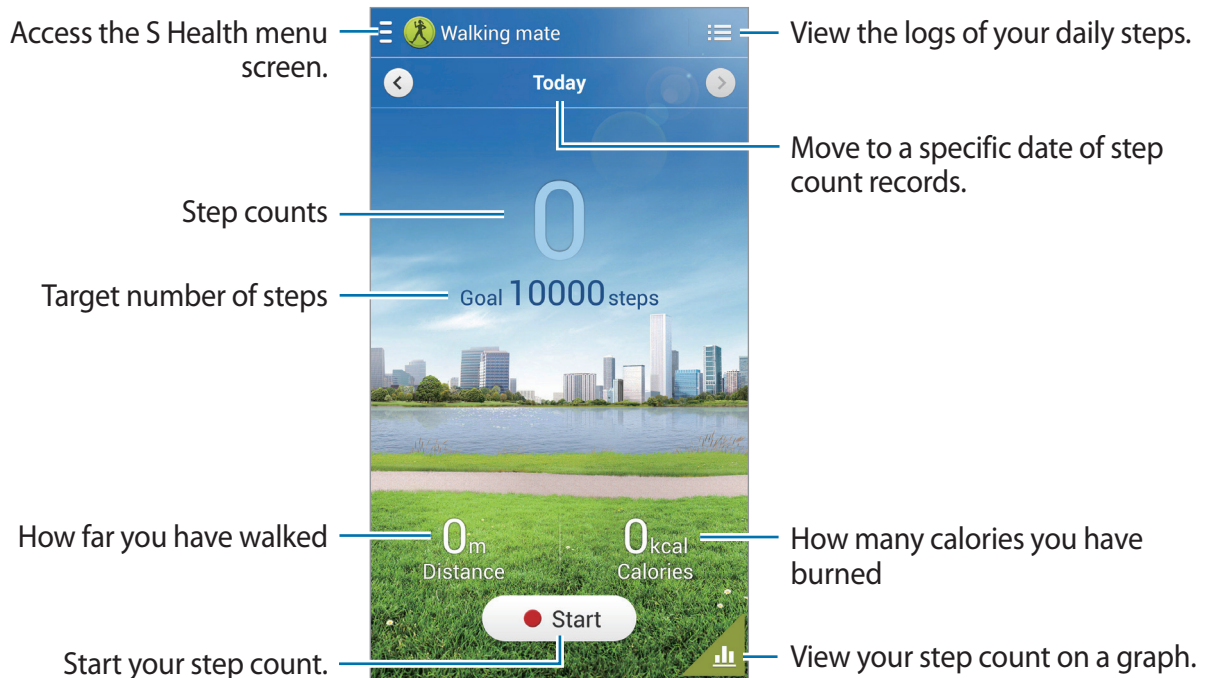 Access the S Health menu
screen.
Walking mate
View the logs of your daily steps.
Today
Move to a specific date of step
count records.
0
Step counts
Target number of steps
Goal 10000 steps
How far you have walked
0m
Distance
0kcal
Calories
How many calories you have
burned
Start
Start your step count.
View your step count on a graph.